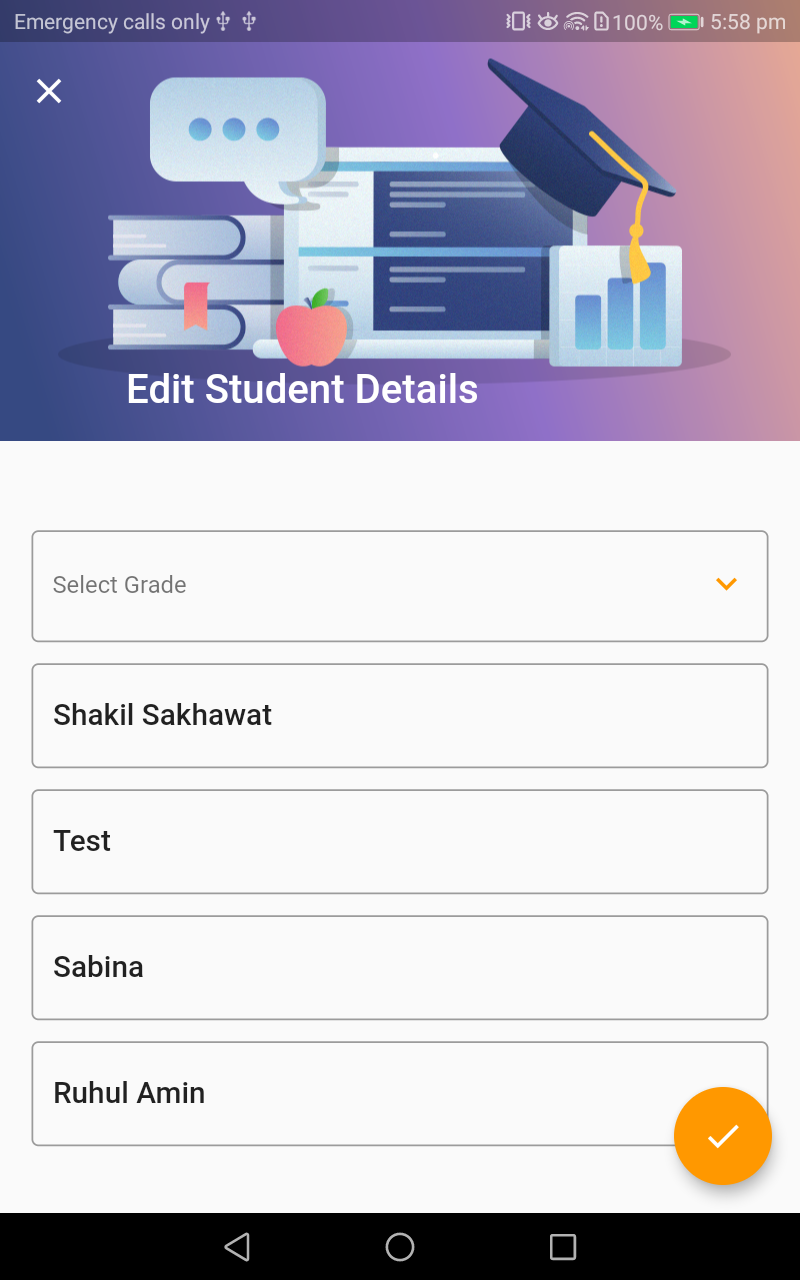 Emergency calls only 100% 5:58 pm
Edit Student Details
Select Grade
Shakil Sakhawat
Test
Sabina
Ruhul Amin